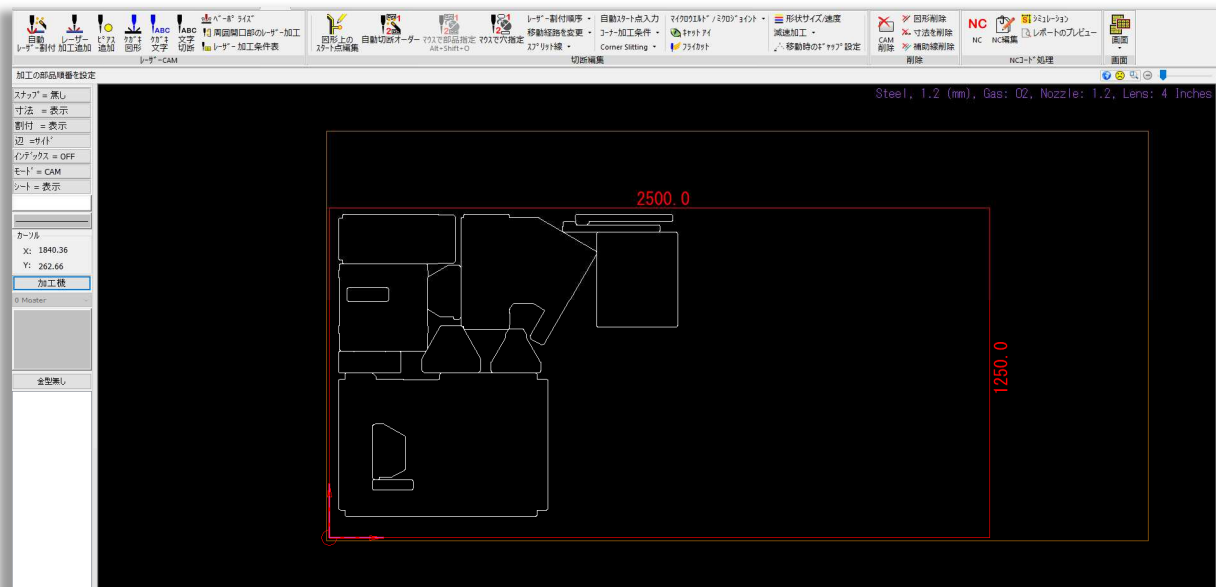 自動 レーザー割付
レーザー 加工追加
ピアス 追加
ケガキ 図形
ケガキ 文字
文字 切断
ベーパーライズ
周囲開口部のレーザー加工
レーザー加工条件表
レーザーCAM
図形上の スタート点編集
自動切断オーダー
マウスで部品指定 Alt+Shift+O
マウスで穴指定
レーザー割付順序
移動経路を変更
スプリット線
自動スタート点入力
コーナー加工条件
Corner Slitting
マイクロウエルド/ミクロジョイント
キャットアイ
フライカット
形状サイズ/速度
減速加工
移動時のギャップ設定
切断編集
CAM 削除
図形削除
寸法を削除
補助線削除
削除
NC
NC
NC編集
シミュレーション
レポートのプレビュー
NCコード処理
画面
画面
加工の部品順番を設定
スナップ = 無し
寸法 = 表示
割付 = 表示
辺 =サイド
インデックス = OFF
モード = CAM
シート = 表示
カーソル
X: 1840.36
Y: 262.66
加工機
0 Master
金型無し
Steel, 1.2 (mm), Gas: O2, Nozzle: 1.2, Lens: 4 Inches
2500.0
1250.0